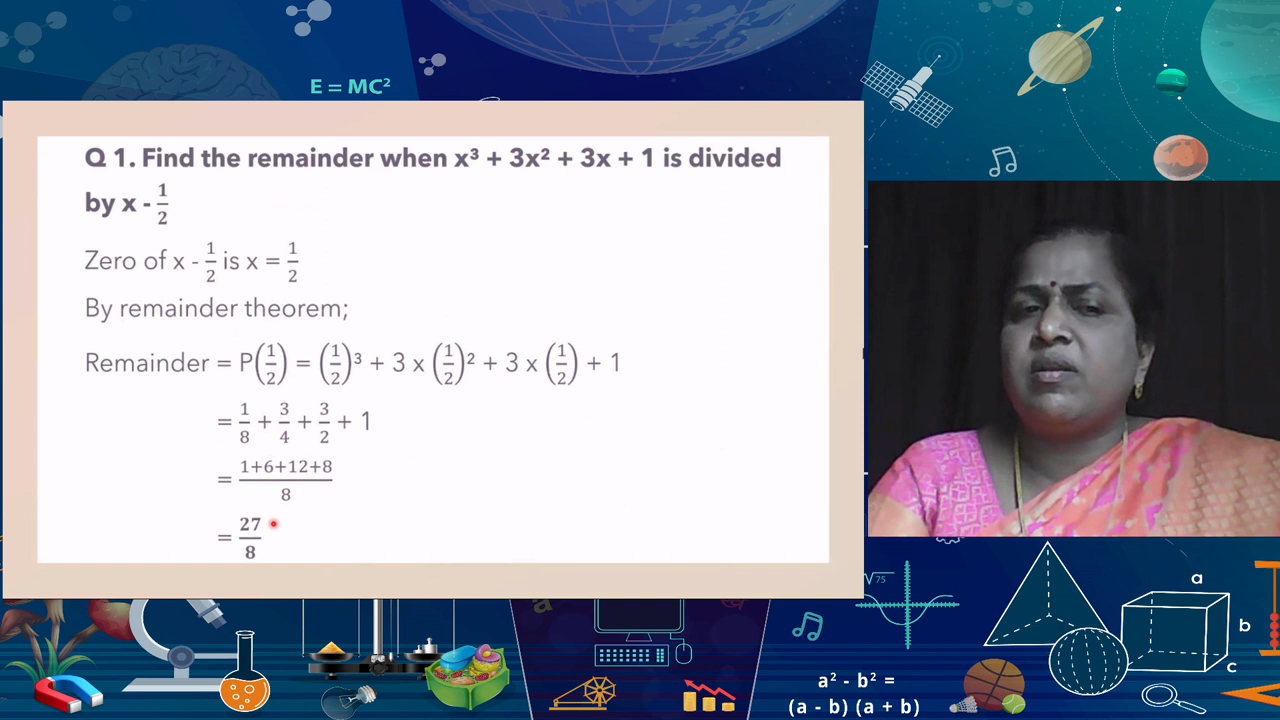 E = MC²
Q 1. Find the remainder when x³ + 3x² + 3x + 1 is divided
by x - 1/2
Zero of x - 1/2 is x = 1/2
By remainder theorem;
Remainder = P(1/2) = (1/2)³ + 3 x (1/2)² + 3 x (1/2) + 1
= 1/8 + 3/4 + 3/2 + 1
= 1+6+12+8/8
= 27/8
√75
a
b
c
a² - b² =
(a - b) (a + b)